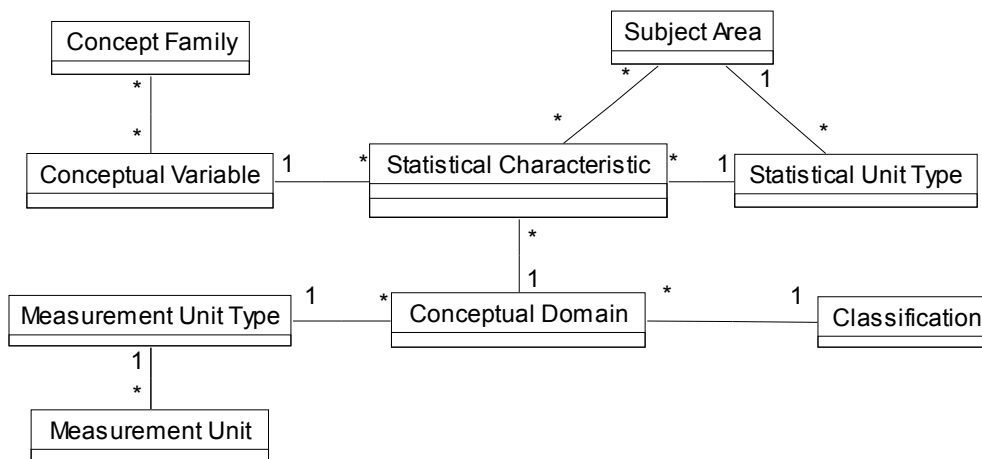 Concept Family
Subject Area
*
*
1
*
*
*
Conceptual Variable
1
*
Statistical Characteristic
*
1
Statistical Unit Type
*
1
Measurement Unit Type
1
*
Conceptual Domain
*
1
Classification
1
*
Measurement Unit